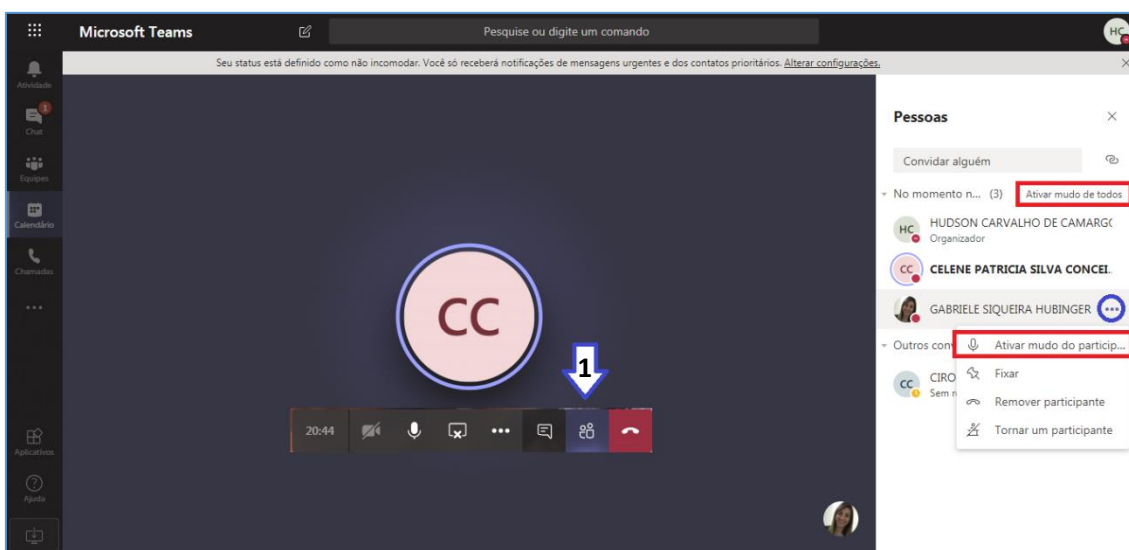 Microsoft Teams
Pesquise ou digite um comando
HC
Seu status está definido como não incomodar. Você só receberá notificações de mensagens urgentes e dos contatos prioritários. Alterar configurações.
Atividade
1
Chat
Equipes
Calendário
Chamadas
Aplicativos
Ajuda
CC
1
20:44
Pessoas
Convidar alguém
No momento n... (3) Ativar mudo de todos
HC HUDSON CARVALHO DE CAMARGO
Organizador
CC CELENE PATRICIA SILVA CONCEI..
GABRIELE SIQUEIRA HUBINGER
Outros con
Ativar mudo do particip...
CC CIRO
Fixar
Sem r
Remover participante
Tornar um participante